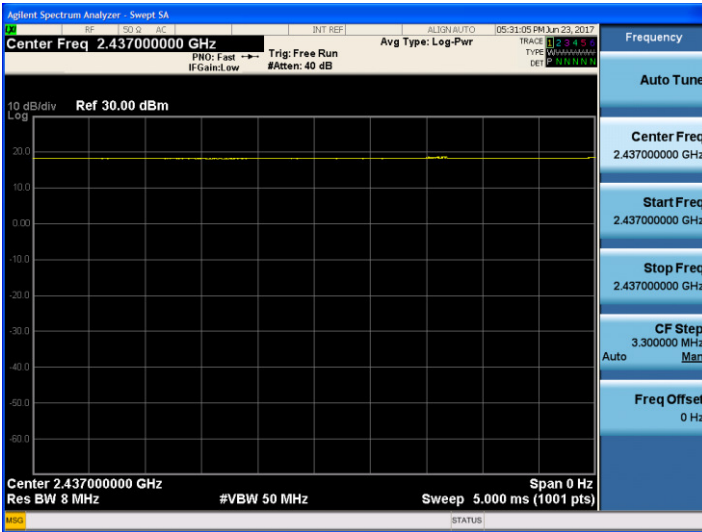 Agilent Spectrum Analyzer - Swept SA
RF 50 Ω AC INT REF ALIGN AUTO 05:31:05 PM Jun 23, 2017
Center Freq 2.437000000 GHz
PNO: Fast
IFGain:Low
Trig: Free Run
#Atten: 40 dB
Avg Type: Log-Pwr
TRACE 1 2 3 4 5 6
TYPE
DET P N N N N N
10 dB/div Ref 30.00 dBm
Log
20.0
10.0
0.00
-10.0
-20.0
-30.0
-40.0
-50.0
-60.0
Center 2.437000000 GHz Span 0 Hz
Res BW 8 MHz #VBW 50 MHz Sweep 5.000 ms (1001 pts)
MSG STATUS
Frequency
Auto Tune
Center Freq
2.437000000 GHz
Start Freq
2.437000000 GHz
Stop Freq
2.437000000 GHz
CF Step
3.300000 MHz
Auto Man
Freq Offset
0 Hz